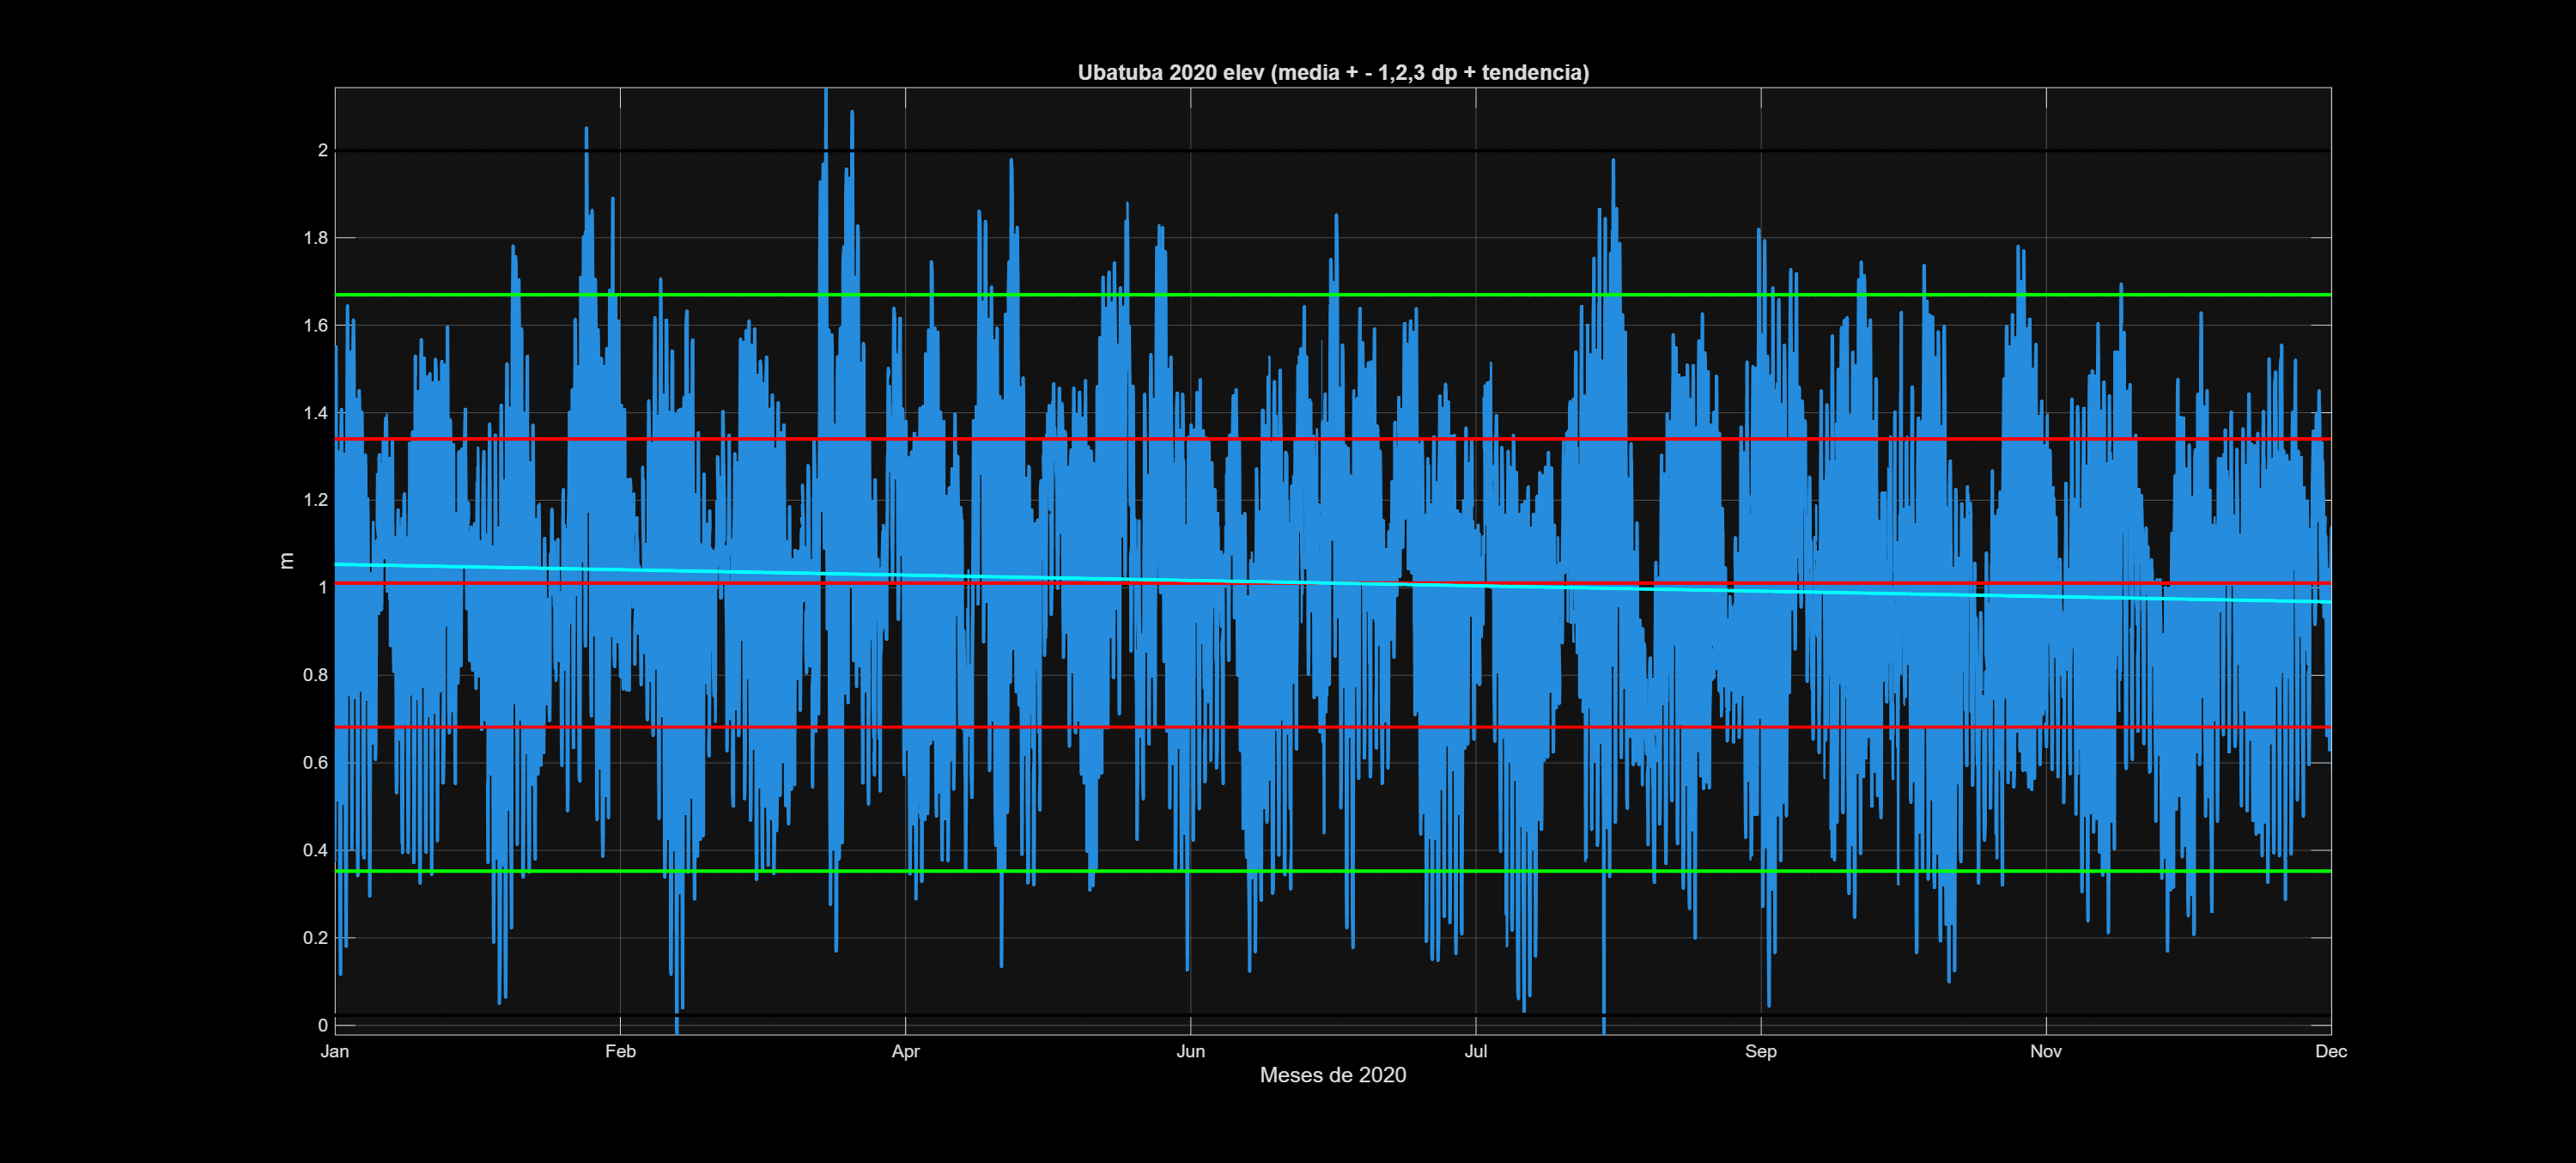 Ubatuba 2020 elev (media + - 1,2,3 dp + tendencia)
m
2
1.8
1.6
1.4
1.2
1
0.8
0.6
0.4
0.2
0
Jan Feb Apr Jun Jul Sep Nov Dec
Meses de 2020